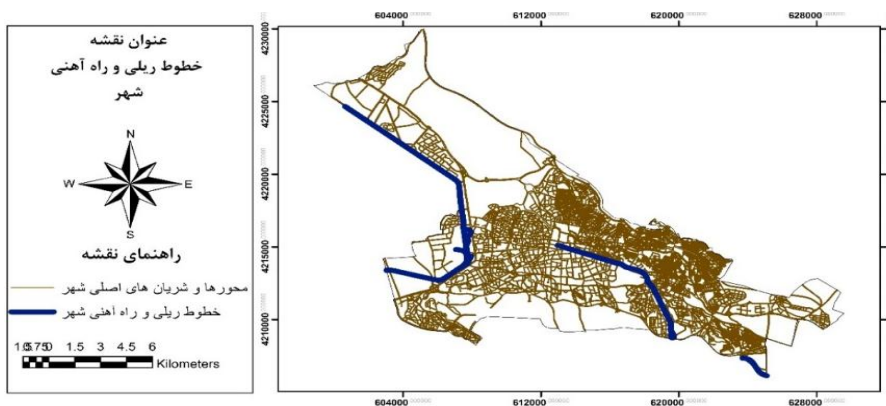 عنوان نقشه
خطوط ریلی و راه آهنی
شهر
N
W E
S
راهنمای نقشه
محورها و شریان های اصلی شهر
خطوط ریلی و راه آهنی شهر
0 1.5 3 4.5 6
Kilometers
604000 612000 620000 628000
4230000
4225000
4220000
4215000
4210000
604000 612000 620000 628000